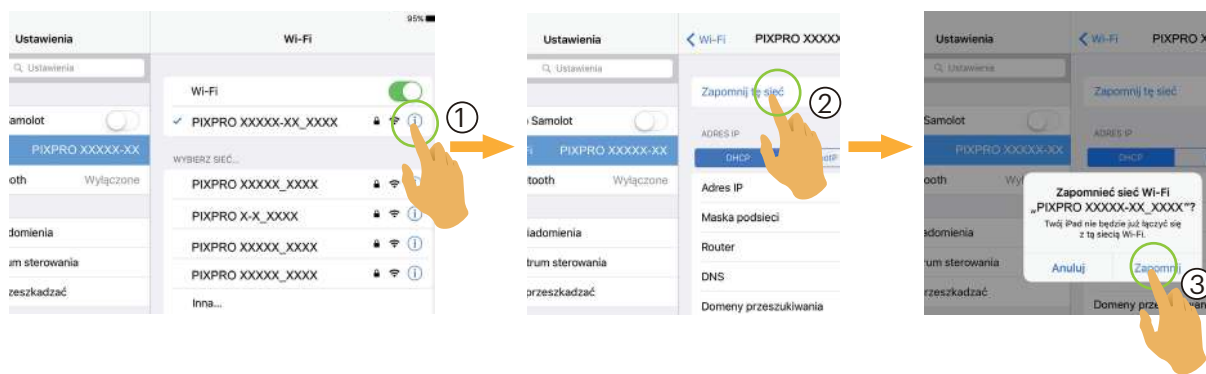 95%
Ustawienia
Wi-Fi
Ustawienia
Wi-Fi
PIXPRO XXXXX-XX_XXXX
①
amolot
PIXPRO XXXXX-XX
WYBIERZ SIEĆ...
oth
Wyłączone
PIXPRO XXXXX_XXXX
PIXPRO X-X_XXXX
domienia
PIXPRO XXXXX_XXXX
um sterowania
PIXPRO XXXXX_XXXX
zeszkadzać
Inna...
Ustawienia
Wi-Fi
PIXPRO XXXXX
Ustawienia
Zapomnij tę sieć
②
Samolot
ADRES IP
PIXPRO XXXXX-XX
DHCP
tooth
Wyłączone
Adres IP
Maska podsieci
iadomienia
Router
trum sterowania
DNS
przeszkadzać
Domeny przeszukiwania
Ustawienia
Wi-Fi
PIXPRO X
Ustawienia
Zapomnij tę sieć
Samolot
ADRES IP
PIXPRO XXXXX-XX
DHCP
ooth
Wył
Zapomnieć sieć Wi-Fi
„PIXPRO XXXXX-XX_XXXX"?
Twój iPad nie będzie już łączyć się
z tą siecią Wi-Fi.
adomienia
rum sterowania
Anuluj
Zapomnij
③
rzeszkadzać
Domeny prze